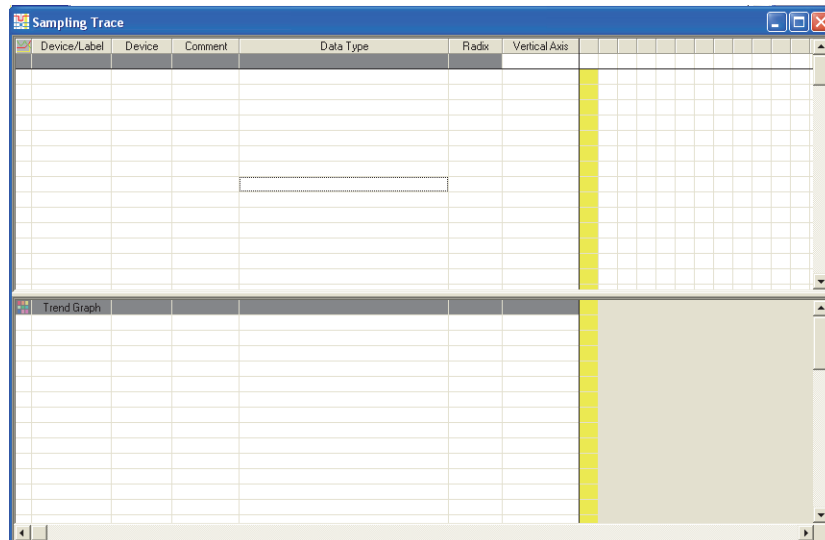 Sampling Trace
Device/Label Device Comment Data Type Radix Vertical Axis
Trend Graph